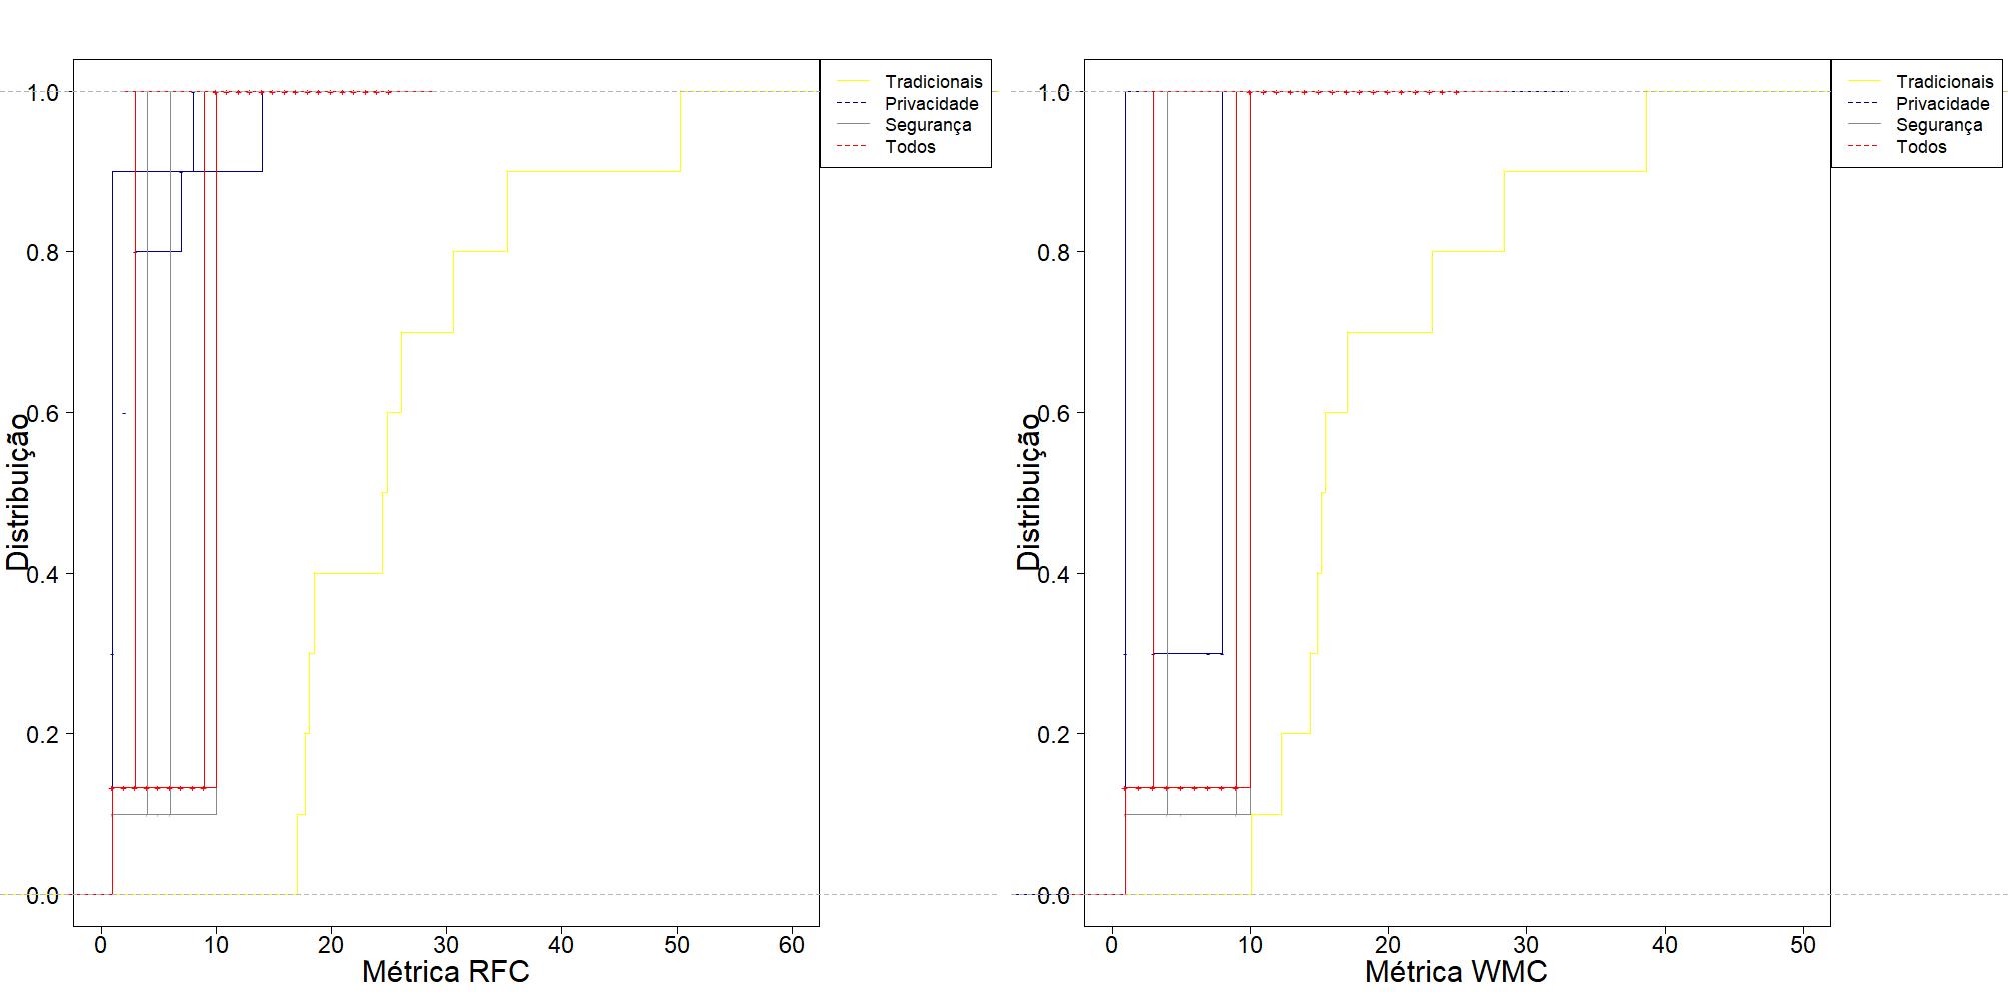 Tradicionais
Privacidade
Segurança
Todos
1.0
0.8
0.6
0.4
0.2
0.0
Distribuição
0 10 20 30 40 50 60
Métrica RFC
Tradicionais
Privacidade
Segurança
Todos
1.0
0.8
0.6
0.4
0.2
0.0
Distribuição
0 10 20 30 40 50
Métrica WMC